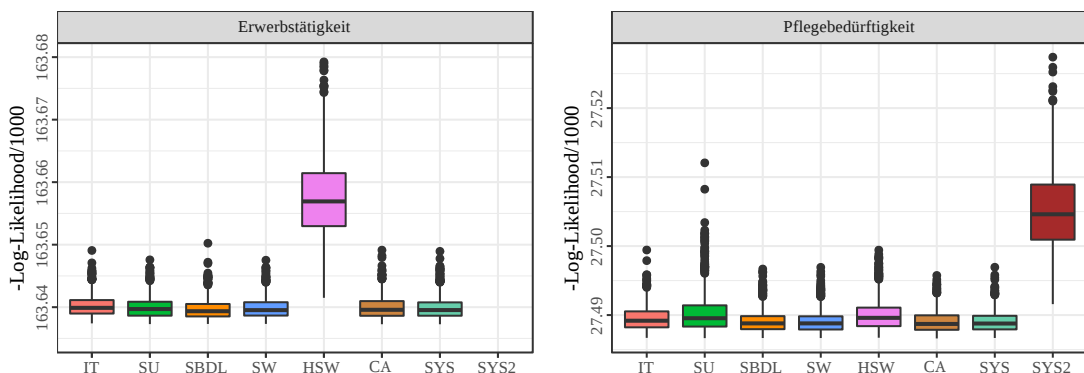 Erwerbstätigkeit
-Log-Likelihood/1000
163.68
163.67
163.66
163.65
163.64
IT SU SBDL SW HSW CA SYS SYS2
Pflegebedürftigkeit
-Log-Likelihood/1000
27.52
27.51
27.50
27.49
IT SU SBDL SW HSW CA SYS SYS2